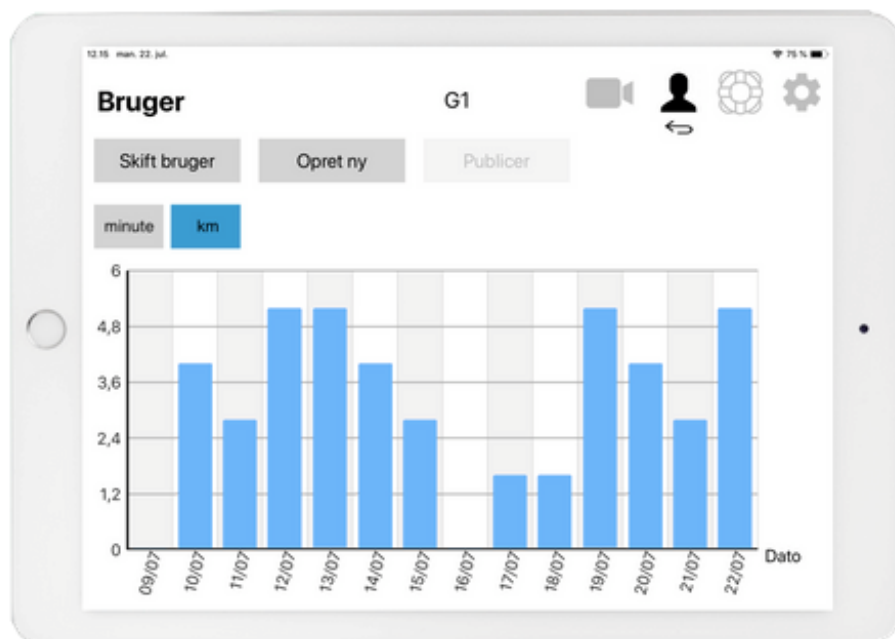 12.15 man. 22. jul.
75 %
Bruger
G1
Skift bruger
Opret ny
Publicer
minute
km
6
4,8
3,6
2,4
1,2
0
09/07
10/07
11/07
12/07
13/07
14/07
15/07
16/07
17/07
18/07
19/07
20/07
21/07
22/07
Dato